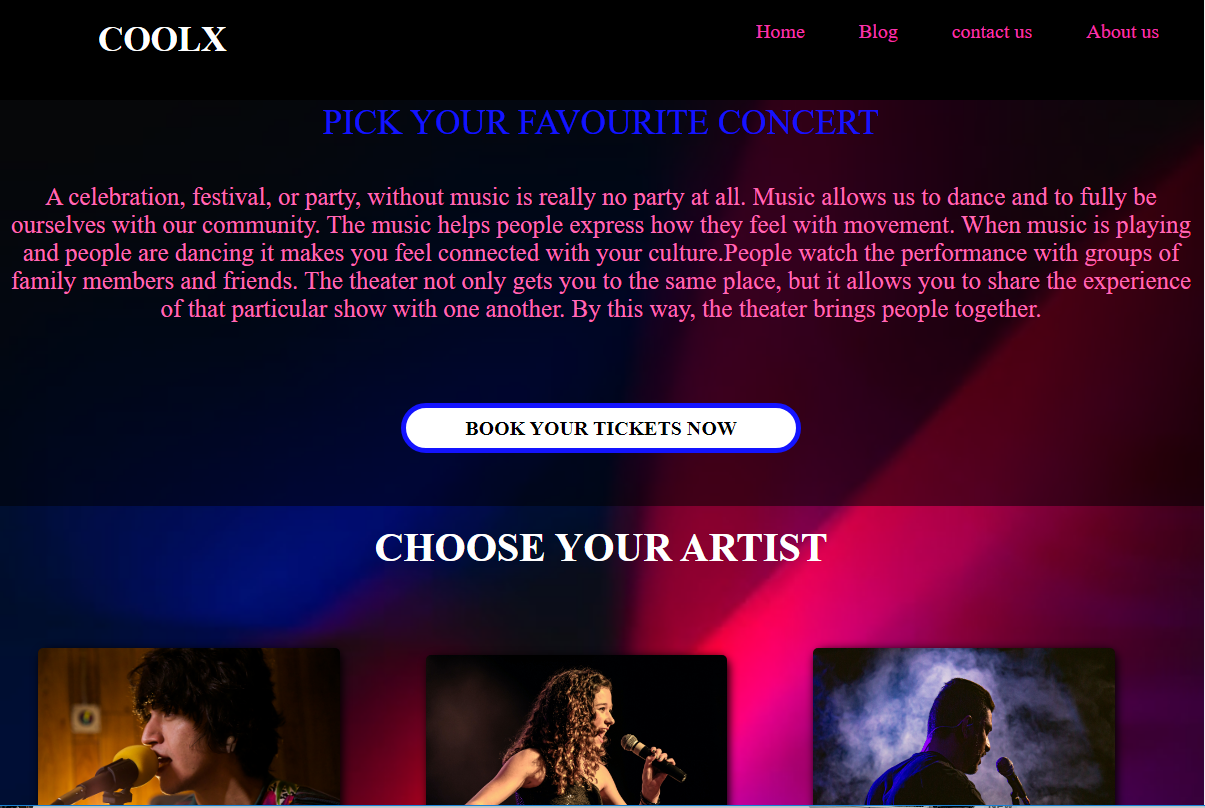 COOLX
Home
Blog
contact us
About us
PICK YOUR FAVOURITE CONCERT
A celebration, festival, or party, without music is really no party at all. Music allows us to dance and to fully be
ourselves with our community. The music helps people express how they feel with movement. When music is playing
and people are dancing it makes you feel connected with your culture.People watch the performance with groups of
family members and friends. The theater not only gets you to the same place, but it allows you to share the experience
of that particular show with one another. By this way, the theater brings people together.
BOOK YOUR TICKETS NOW
CHOOSE YOUR ARTIST